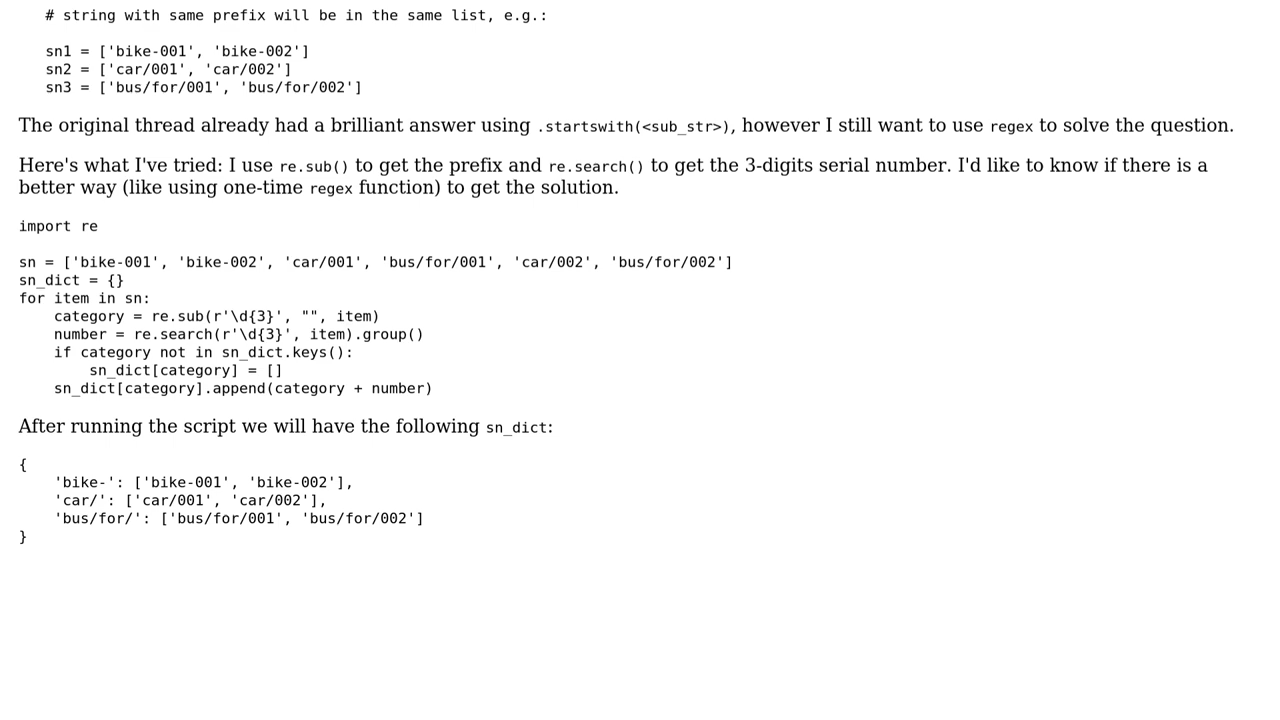 # string with same prefix will be in the same list, e.g.:
sn1 = ['bike-001', 'bike-002']
sn2 = ['car/001', 'car/002']
sn3 = ['bus/for/001', 'bus/for/002']
The original thread already had a brilliant answer using .startswith(<sub_str>), however I still want to use regex to solve the question.
Here's what I've tried: I use re.sub() to get the prefix and re.search() to get the 3-digits serial number. I'd like to know if there is a
better way (like using one-time regex function) to get the solution.
import re
sn = ['bike-001', 'bike-002', 'car/001', 'bus/for/001', 'car/002', 'bus/for/002']
sn_dict = {}
for item in sn:
    category = re.sub(r'\d{3}', "", item)
    number = re.search(r'\d{3}', item).group()
    if category not in sn_dict.keys():
        sn_dict[category] = []
    sn_dict[category].append(category + number)
After running the script we will have the following sn_dict:
{
    'bike-': ['bike-001', 'bike-002'],
    'car/': ['car/001', 'car/002'],
    'bus/for/': ['bus/for/001', 'bus/for/002']
}